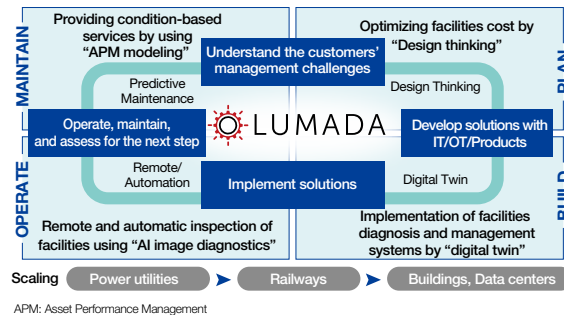 MAINTAIN
Providing condition-based
services by using
"APM modeling"
Optimizing facilities cost by
"Design thinking"
PLAN
Understand the customers'
management challenges
Predictive
Maintenance
Design Thinking
Operate, maintain,
and assess for the next step
LUMADA
Develop solutions with
IT/OT/Products
OPERATE
Remote/
Automation
Implement solutions
Digital Twin
BUILD
Remote and automatic inspection of
facilities using "AI image diagnostics"
Implementation of facilities
diagnosis and management
systems by "digital twin"
Scaling Power utilities Railways Buildings, Data centers
APM: Asset Performance Management